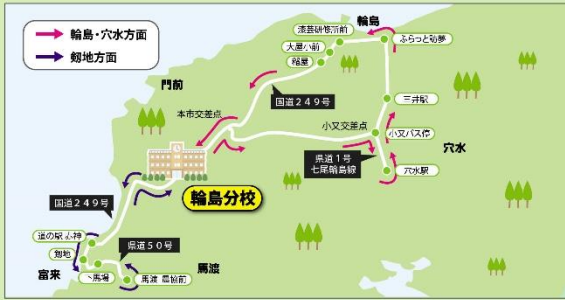 輪島・穴水方面
剱地方面
輪島
漆芸研修所前
大屋小前
稲屋
ふらっと訪夢
門前
国道249号
三井駅
本市交差点
小又交差点
小又バス停
穴水
県道1号
七尾輪島線
穴水駅
輪島分校
国道249号
道の駅
剱地
県道50号
富来
馬場
馬渡
馬渡